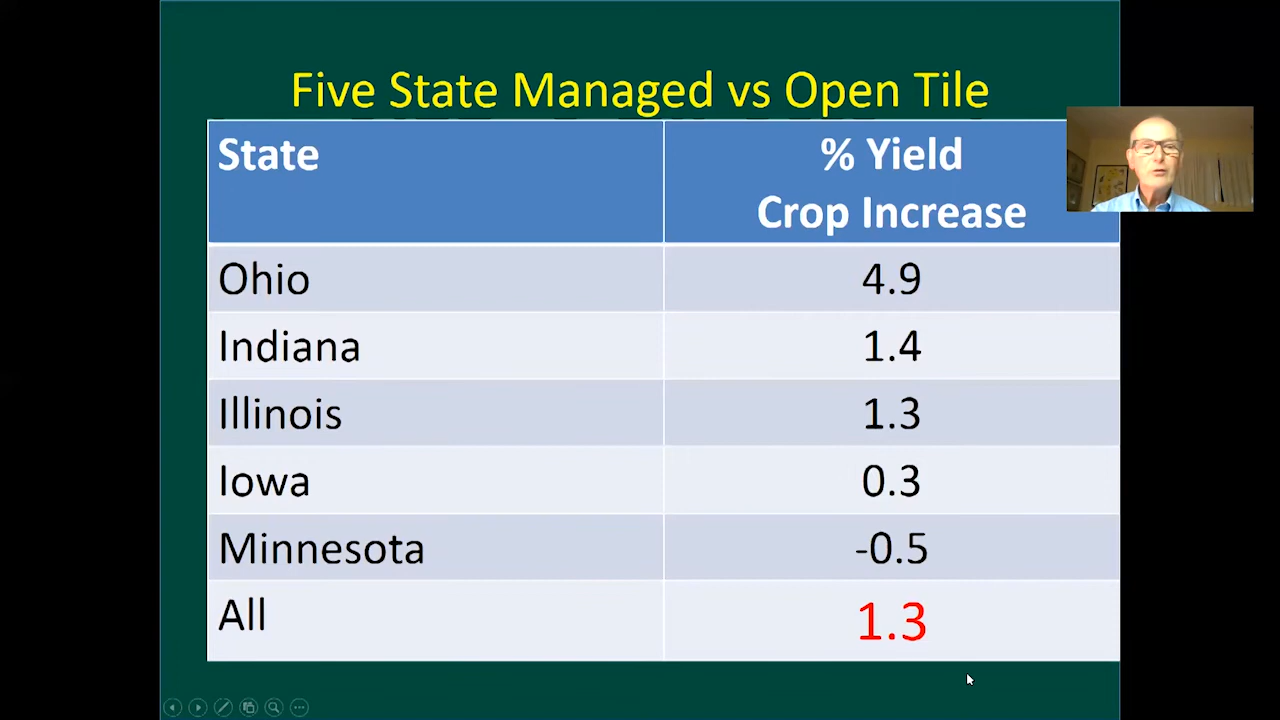 Five State Managed vs Open Tile
State % Yield
Crop Increase
Ohio 4.9
Indiana 1.4
Illinois 1.3
Iowa 0.3
Minnesota -0.5
All 1.3